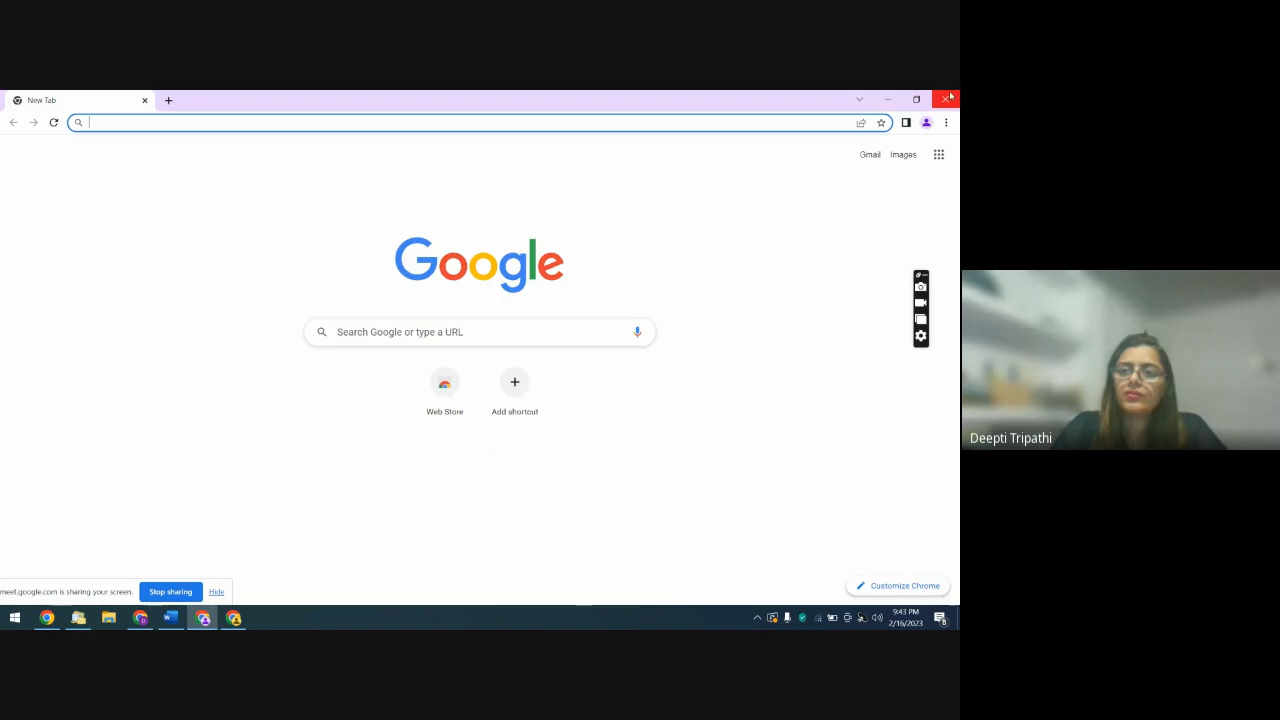 New Tab
Gmail Images
Google
Search Google or type a URL
Web Store
Add shortcut
Deepti Tripathi
meet.google.com is sharing your screen.
Stop sharing
Hide
Customize Chrome
9:43 PM
2/16/2023